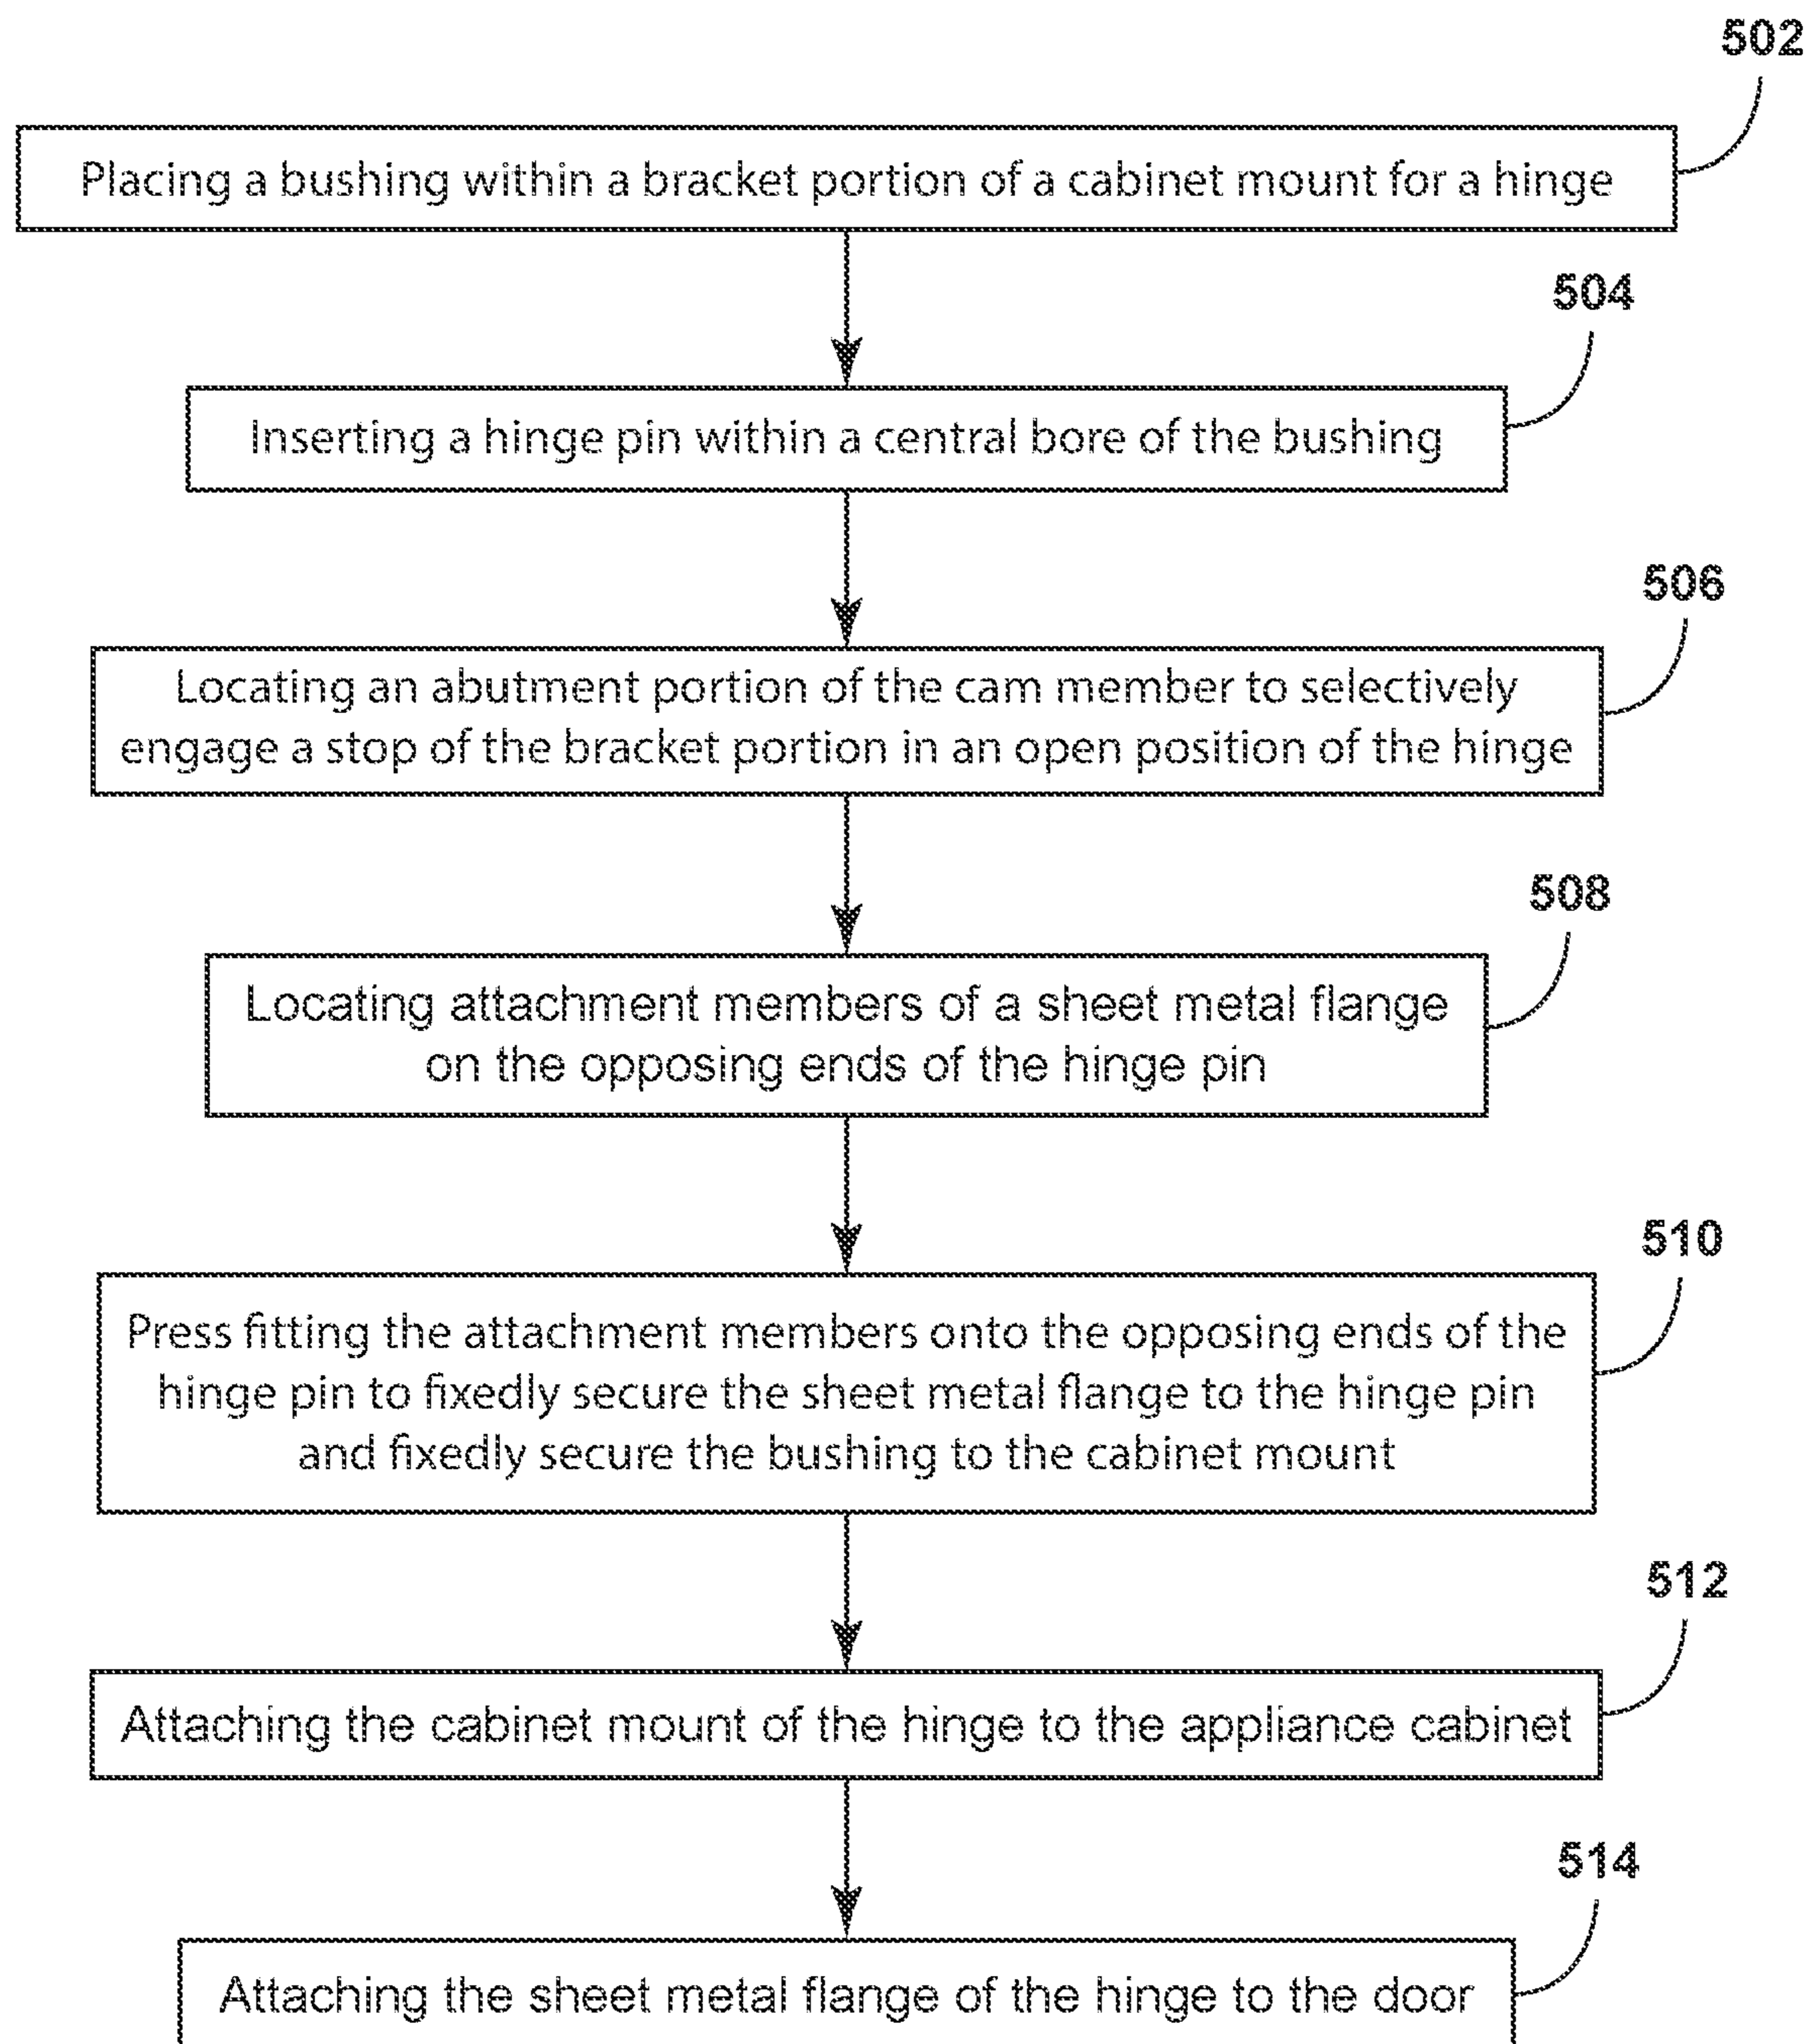 502
Placing a bushing within a bracket portion of a cabinet mount for a hinge
504
Inserting a hinge pin within a central bore of the bushing
506
Locating an abutment portion of the cam member to selectively
engage a stop of the bracket portion in an open position of the hinge
508
Locating attachment members of a sheet metal flange
on the opposing ends of the hinge pin
510
Press fitting the attachment members onto the opposing ends of the
hinge pin to fixedly secure the sheet metal flange to the hinge pin
and fixedly secure the bushing to the cabinet mount
512
Attaching the cabinet mount of the hinge to the appliance cabinet
514
Attaching the sheet metal flange of the hinge to the door